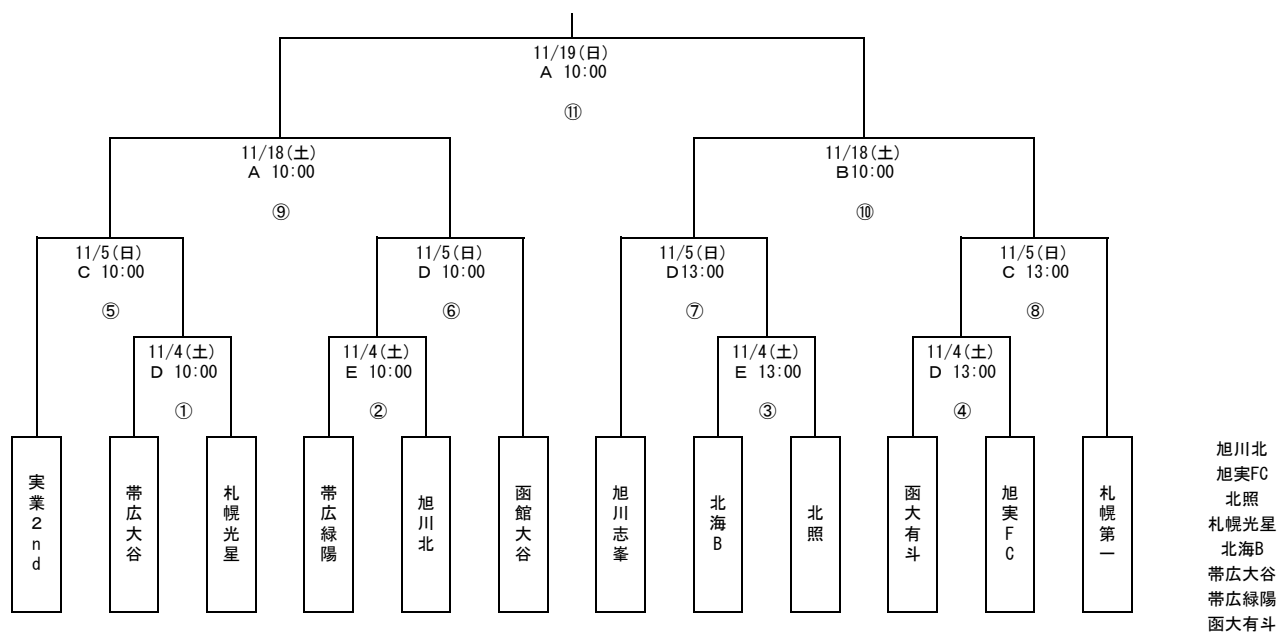 11/19(日)
A 10:00
⑪
11/18(土)
A 10:00
⑨
11/18(土)
B10:00
⑩
11/5(日)
C 10:00
⑤
11/5(日)
D 10:00
⑥
11/5(日)
D13:00
⑦
11/5(日)
C 13:00
⑧
11/4(土)
D 10:00
①
11/4(土)
E 10:00
②
11/4(土)
E 13:00
③
11/4(土)
D 13:00
④
実業2nd
帯広大谷
札幌光星
帯広緑陽
旭川北
函館大谷
旭川志峯
北海B
北照
函大有斗
旭実FC
札幌第一
旭川北
旭実FC
北照
札幌光星
北海B
帯広大谷
帯広緑陽
函大有斗